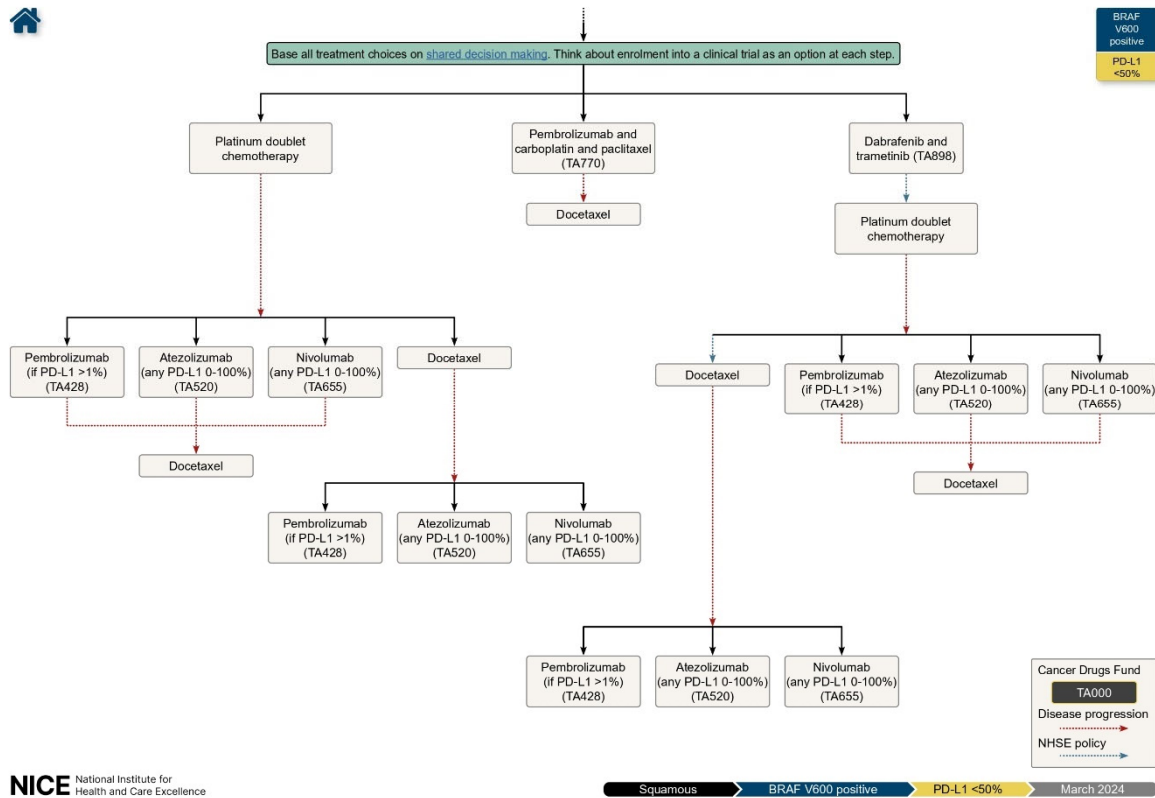 BRAF
V600
positive
PD-L1
<50%
Base all treatment choices on shared decision making. Think about enrolment into a clinical trial as an option at each step.
Platinum doublet
chemotherapy
Pembrolizumab and
carboplatin and paclitaxel
(TA770)
Dabrafenib and
trametinib (TA898)
Docetaxel
Platinum doublet
chemotherapy
Pembrolizumab
(if PD-L1 >1%)
(TA428)
Atezolizumab
(any PD-L1 0-100%)
(TA520)
Nivolumab
(any PD-L1 0-100%)
(TA655)
Docetaxel
Docetaxel
Pembrolizumab
(if PD-L1 >1%)
(TA428)
Atezolizumab
(any PD-L1 0-100%)
(TA520)
Nivolumab
(any PD-L1 0-100%)
(TA655)
Docetaxel
Docetaxel
Pembrolizumab
(if PD-L1 >1%)
(TA428)
Atezolizumab
(any PD-L1 0-100%)
(TA520)
Nivolumab
(any PD-L1 0-100%)
(TA655)
Pembrolizumab
(if PD-L1 >1%)
(TA428)
Atezolizumab
(any PD-L1 0-100%)
(TA520)
Nivolumab
(any PD-L1 0-100%)
(TA655)
Cancer Drugs Fund
TA000
Disease progression
NHSE policy
NICE National Institute for
Health and Care Excellence
Squamous
BRAF V600 positive
PD-L1 <50%
March 2024